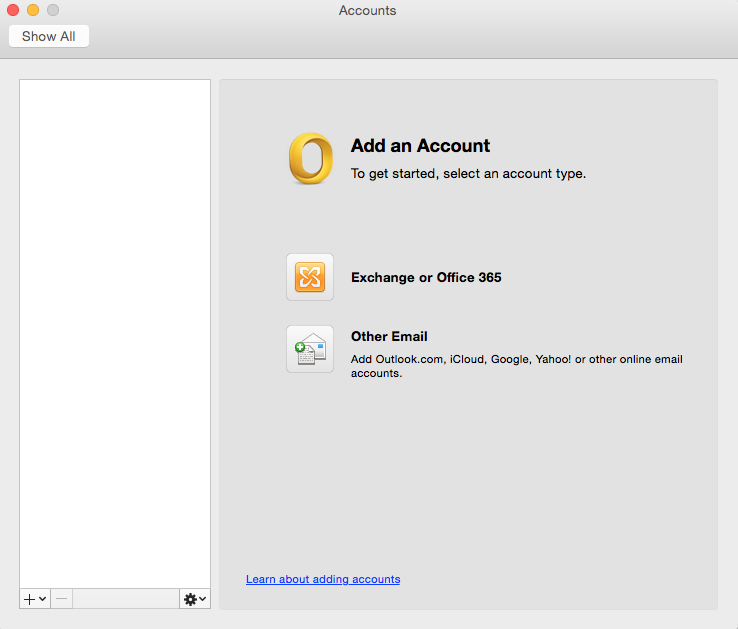 Accounts
Show All
Add an Account
To get started, select an account type.
Exchange or Office 365
Other Email
Add Outlook.com, iCloud, Google, Yahoo! or other online email
accounts.
Learn about adding accounts